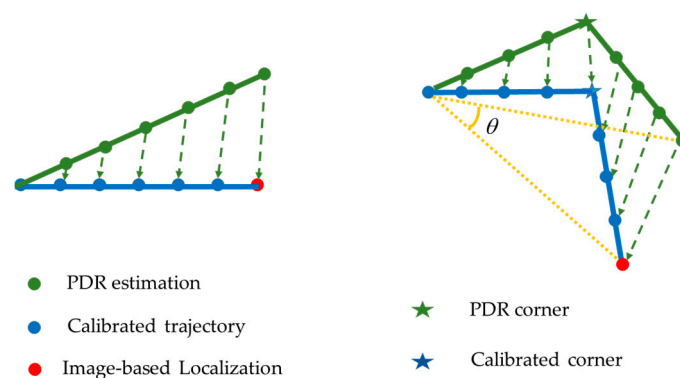 θ
PDR estimation
Calibrated trajectory
Image-based Localization
PDR corner
Calibrated corner